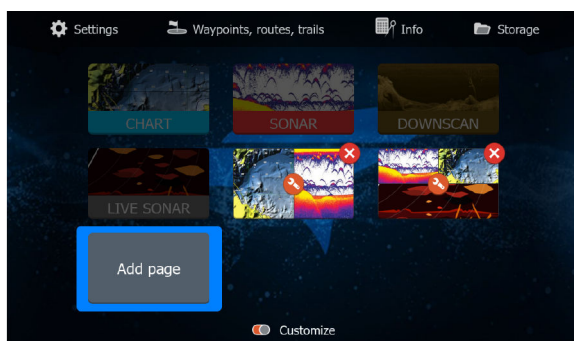 Settings Waypoints, routes, trails Info Storage
CHART SONAR DOWNSCAN
LIVE SONAR
Add page
Customize